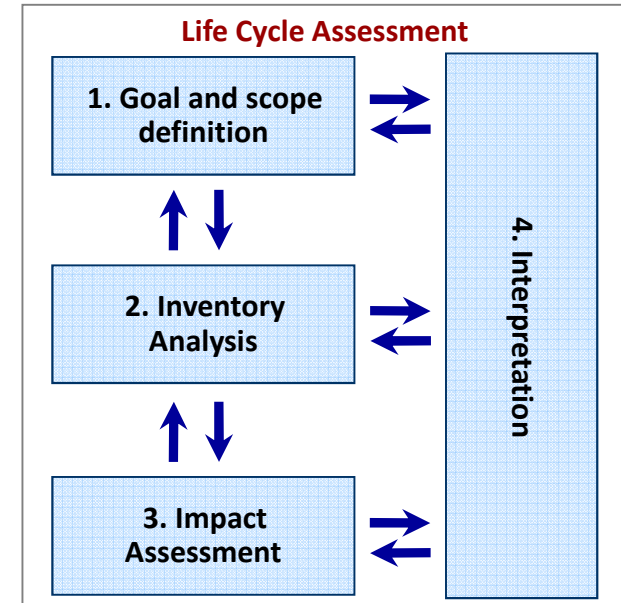 Life Cycle Assessment
1. Goal and scope
definition
2. Inventory
Analysis
3. Impact
Assessment
4. Interpretation